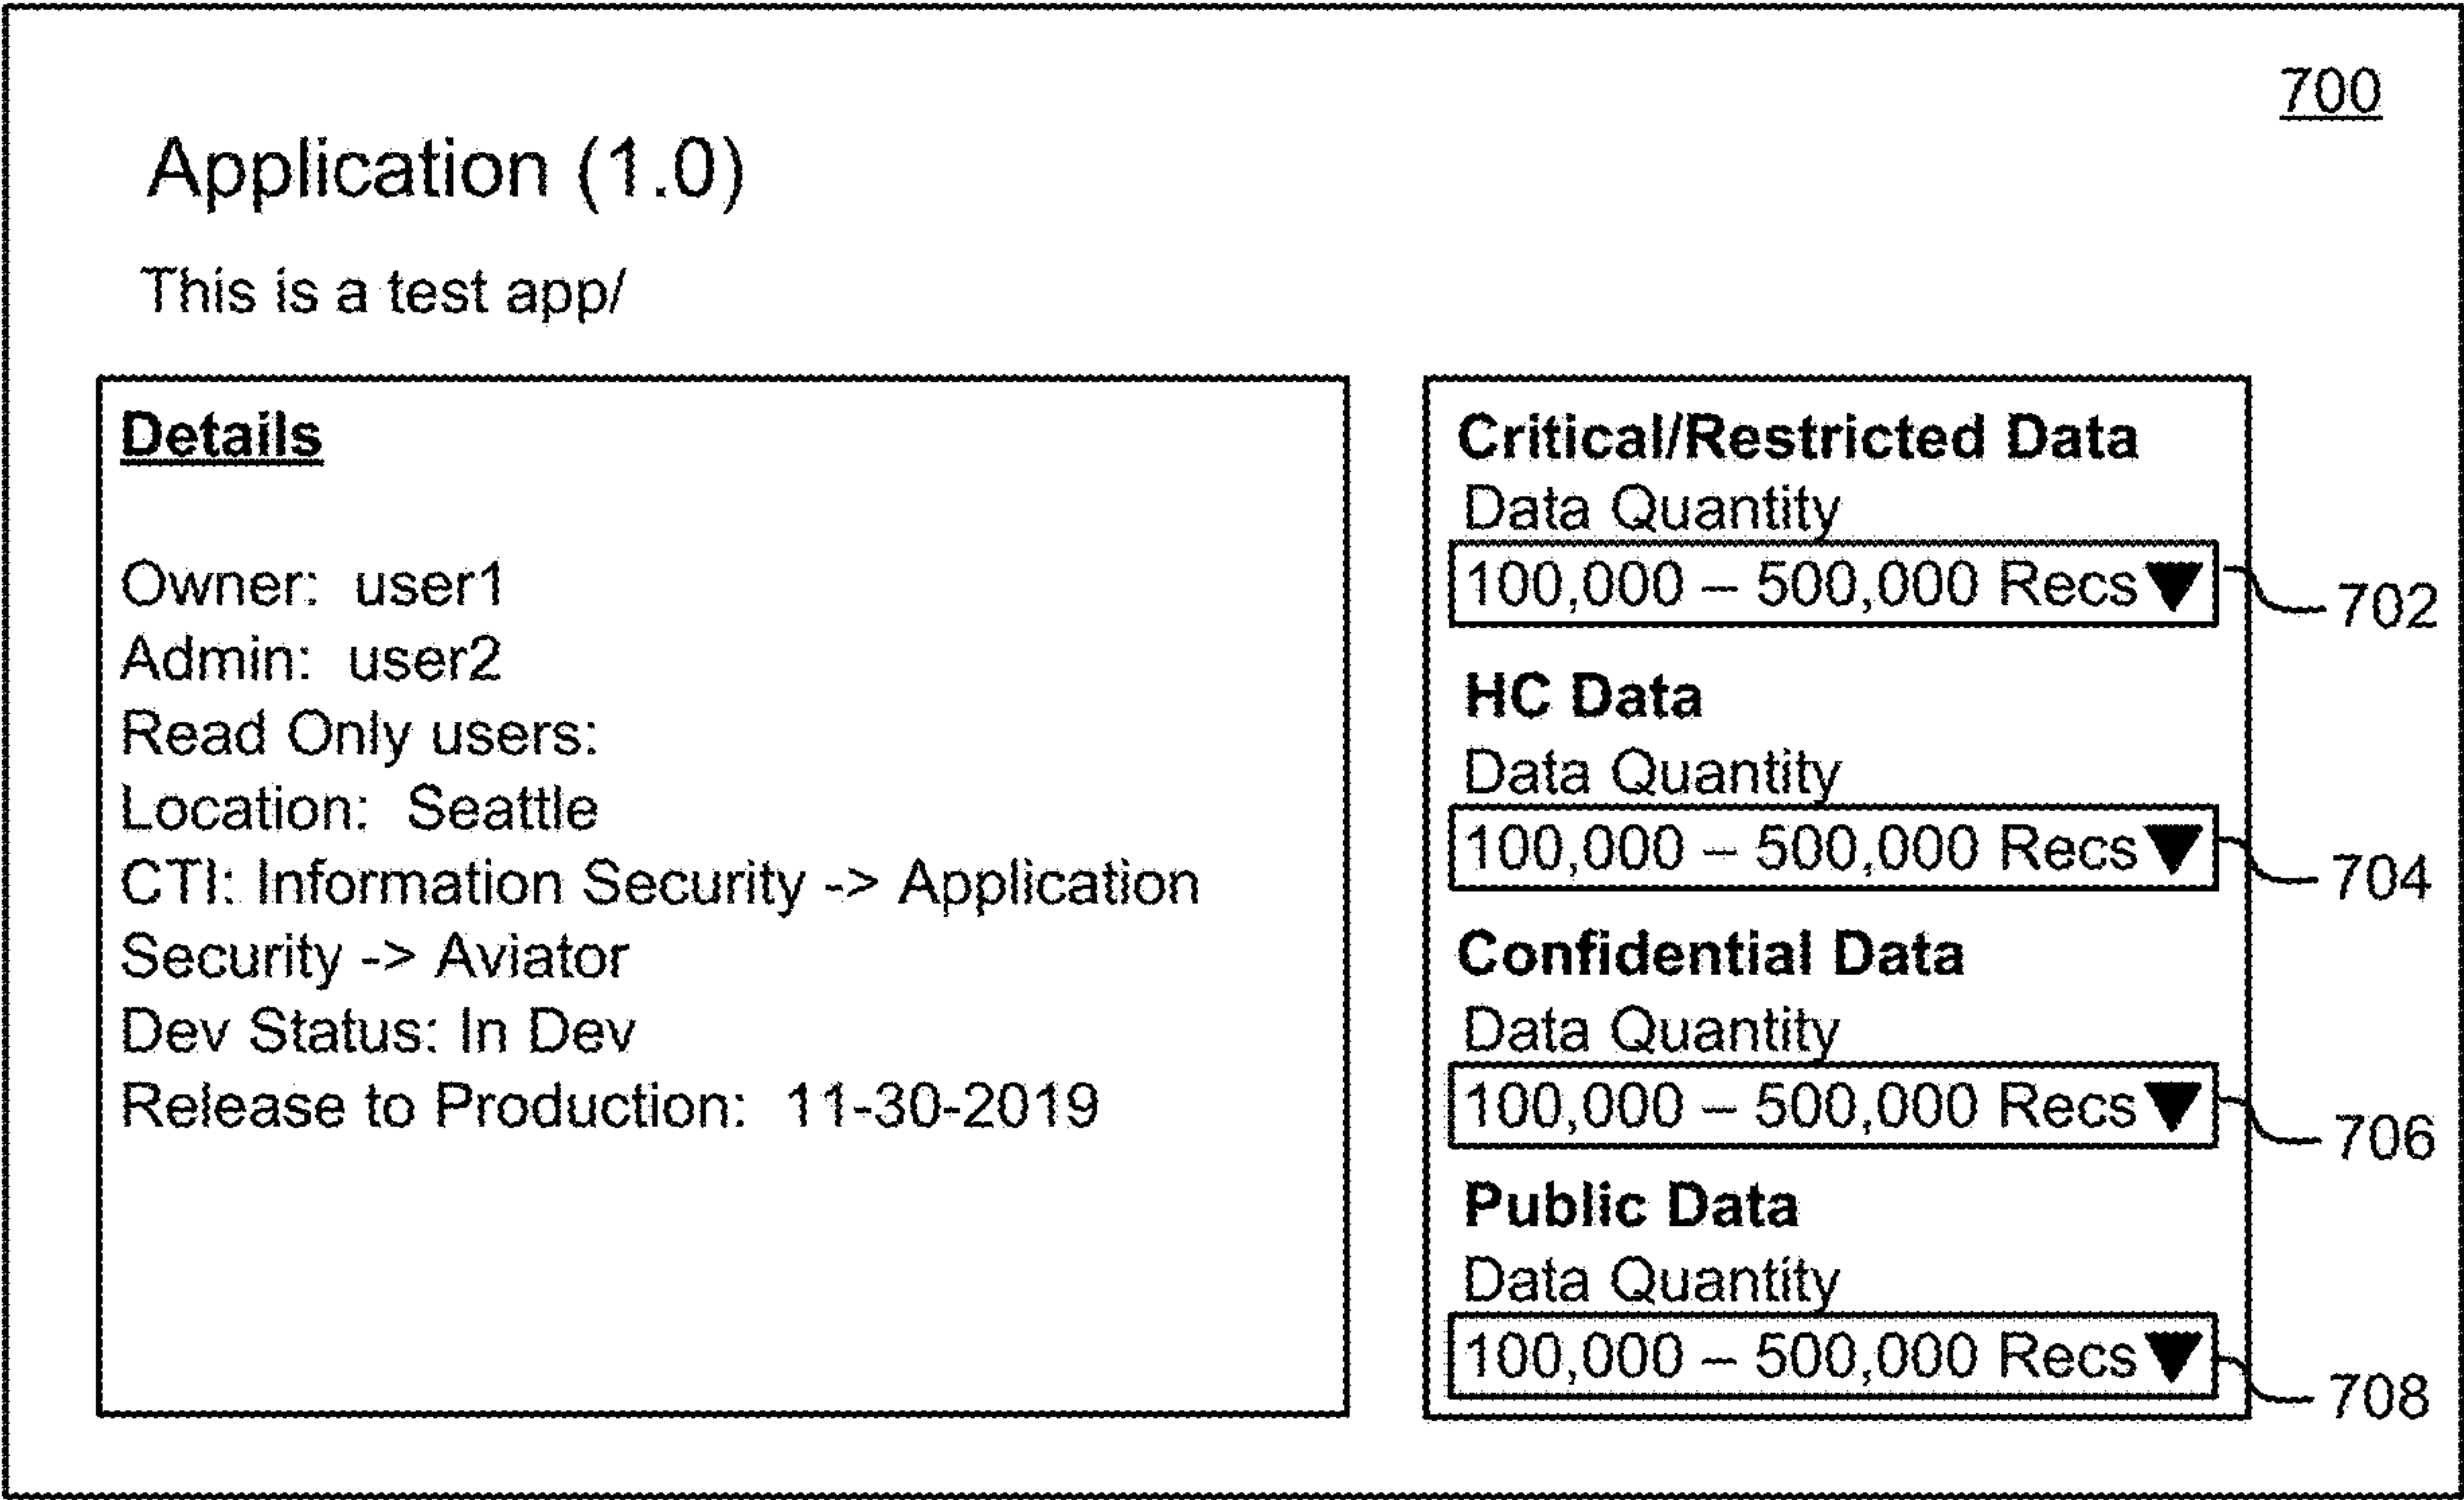 700
Application (1.0)
This is a test app/
Details
Owner: user1
Admin: user2
Read Only users:
Location: Seattle
CTI: Information Security -> Application
Security -> Aviator
Dev Status: In Dev
Release to Production: 11-30-2019
Critical/Restricted Data
Data Quantity
100,000 – 500,000 Recs ▼
702
HC Data
Data Quantity
100,000 – 500,000 Recs ▼
704
Confidential Data
Data Quantity
100,000 – 500,000 Recs ▼
706
Public Data
Data Quantity
100,000 – 500,000 Recs ▼
708